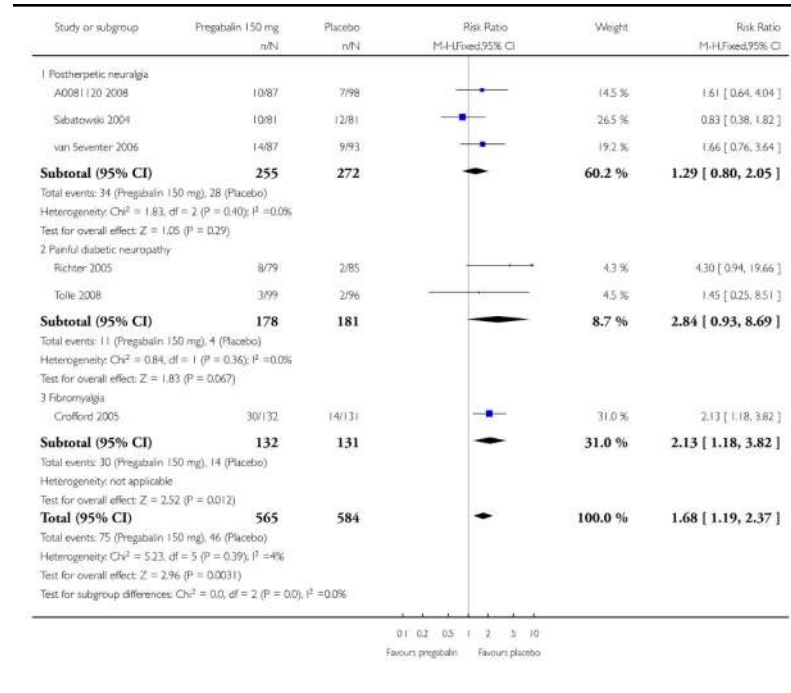 Study or subgroup Pregabalin 150 mg Placebo Risk Ratio Weight Risk Ratio
n/N n/N M-H,Fixed,95% CI M-H,Fixed,95% CI
1 Postherpetic neuralgia
A0081120 2008 10/87 7/98 14.5 % 1.61 [ 0.64, 4.04 ]
Sabatowski 2004 10/81 12/81 26.5 % 0.83 [ 0.38, 1.82 ]
van Seventer 2006 14/87 9/93 19.2 % 1.66 [ 0.76, 3.64 ]
Subtotal (95% CI) 255 272 60.2 % 1.29 [ 0.80, 2.05 ]
Total events: 34 (Pregabalin 150 mg), 28 (Placebo)
Heterogeneity: Chi² = 1.83, df = 2 (P = 0.40); I² =0.0%
Test for overall effect: Z = 1.05 (P = 0.29)
2 Painful diabetic neuropathy
Richter 2005 8/79 2/85 4.3 % 4.30 [ 0.94, 19.66 ]
Tolle 2008 3/99 2/96 4.5 % 1.45 [ 0.25, 8.51 ]
Subtotal (95% CI) 178 181 8.7 % 2.84 [ 0.93, 8.69 ]
Total events: 11 (Pregabalin 150 mg), 4 (Placebo)
Heterogeneity: Chi² = 0.84, df = 1 (P = 0.36); I² =0.0%
Test for overall effect: Z = 1.83 (P = 0.067)
3 Fibromyalgia
Crofford 2005 30/132 14/131 31.0 % 2.13 [ 1.18, 3.82 ]
Subtotal (95% CI) 132 131 31.0 % 2.13 [ 1.18, 3.82 ]
Total events: 30 (Pregabalin 150 mg), 14 (Placebo)
Heterogeneity: not applicable
Test for overall effect: Z = 2.52 (P = 0.012)
Total (95% CI) 565 584 100.0 % 1.68 [ 1.19, 2.37 ]
Total events: 75 (Pregabalin 150 mg), 46 (Placebo)
Heterogeneity: Chi² = 5.23, df = 5 (P = 0.39); I² =4%
Test for overall effect: Z = 2.96 (P = 0.0031)
Test for subgroup differences: Chi² = 0.0, df = 2 (P = 0.0), I² =0.0%
0.1 0.2 0.5 1 2 5 10
Favours pregabalin Favours placebo